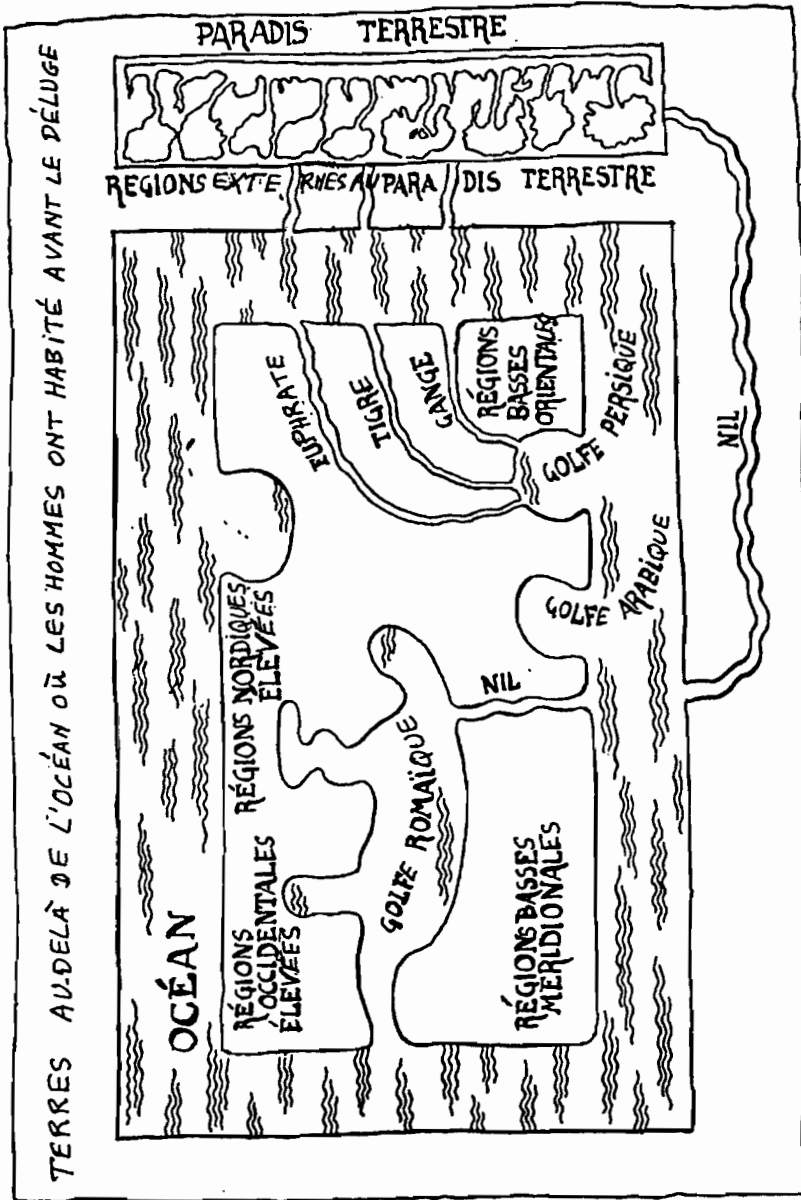 PARADIS TERRESTRE
REGIONS EXTERNES AU PARADIS TERRESTRE
TERRES AU-DELÀ DE L'OCÉAN OÙ LES HOMMES ONT HABITÉ AVANT LE DÉLUGE
EUPHRATE
TIGRE
GANGE
RÉGIONS
BASSES
ORIENTALES
GOLFE PERSIQUE
NIL
GOLFE ARABIQUE
RÉGIONS NORDIQUES
ÉLEVÉES
NIL
GOLFE ROMAÏQUE
OCÉAN
RÉGIONS
OCCIDENTALES
ÉLEVÉES
RÉGIONS BASSES
MERIDIONALES